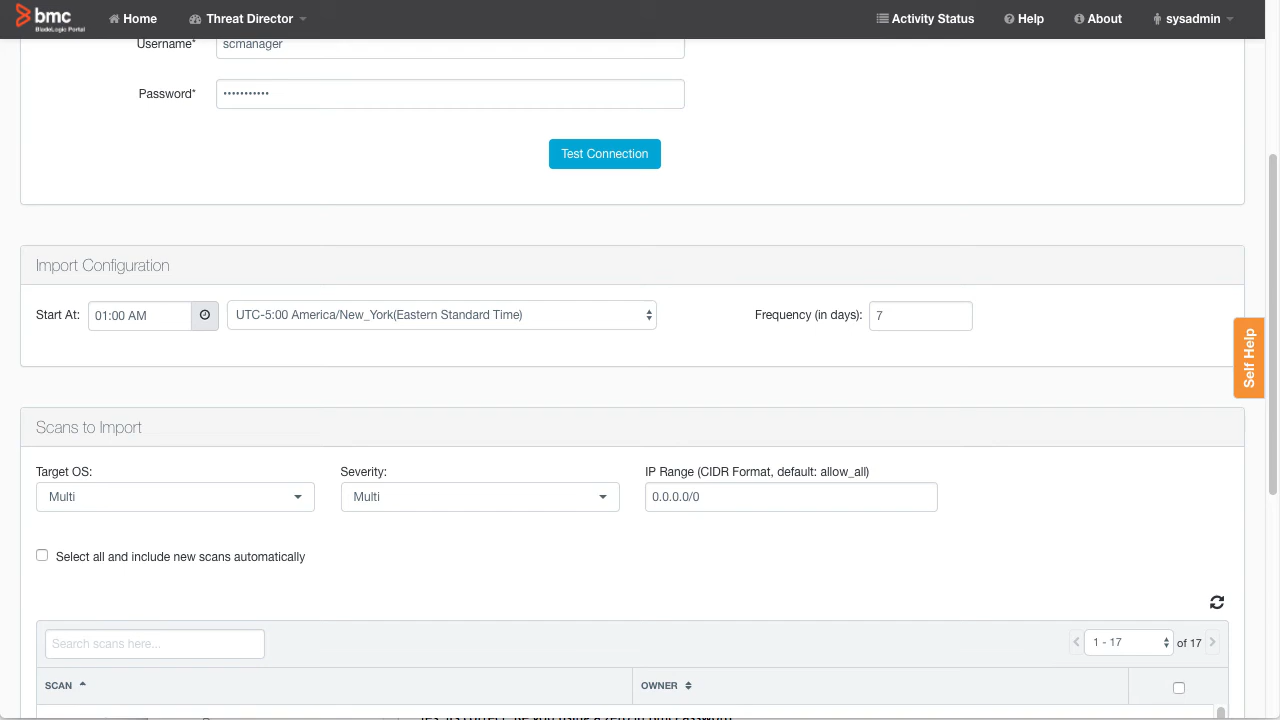 bmc
BladeLogic Portal
Home
Threat Director
Activity Status
Help
About
sysadmin
Username*
scmanager
Password*
•••••••••••
Test Connection
Import Configuration
Start At:
01:00 AM
UTC-5:00 America/New_York(Eastern Standard Time)
Frequency (in days):
7
Self Help
Scans to Import
Target OS:
Severity:
IP Range (CIDR Format, default: allow_all)
Multi
Multi
0.0.0.0/0
Select all and include new scans automatically
Search scans here...
1 - 17
of 17
SCAN
OWNER